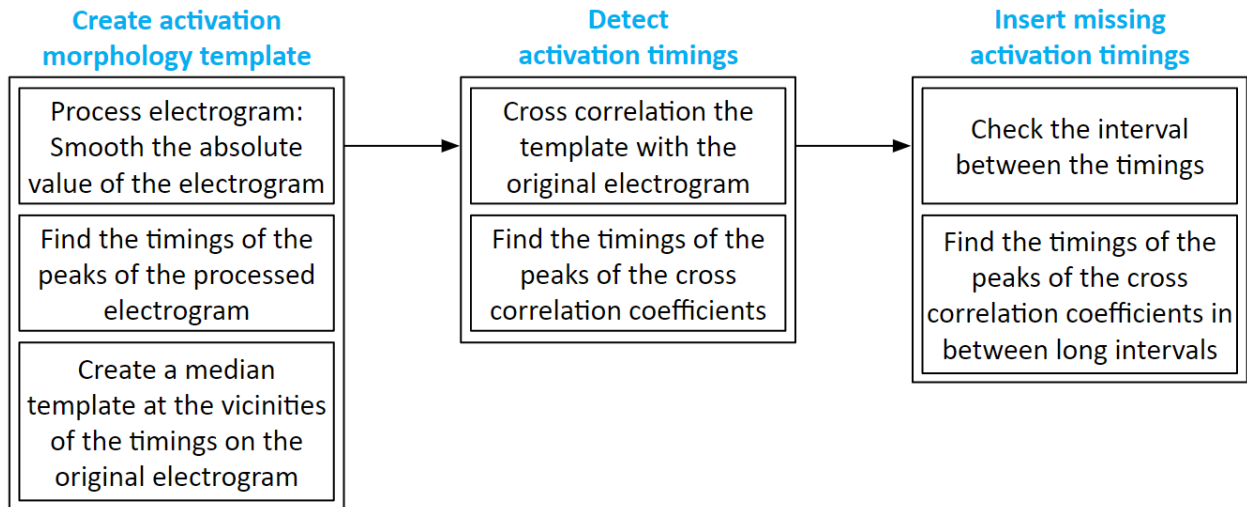 Create activation
morphology template
Process electrogram:
Smooth the absolute
value of the electrogram
Find the timings of the
peaks of the processed
electrogram
Create a median
template at the vicinities
of the timings on the
original electrogram
Detect
activation timings
Cross correlation the
template with the
original electrogram
Find the timings of the
peaks of the cross
correlation coefficients
Insert missing
activation timings
Check the interval
between the timings
Find the timings of the
peaks of the cross
correlation coefficients in
between long intervals